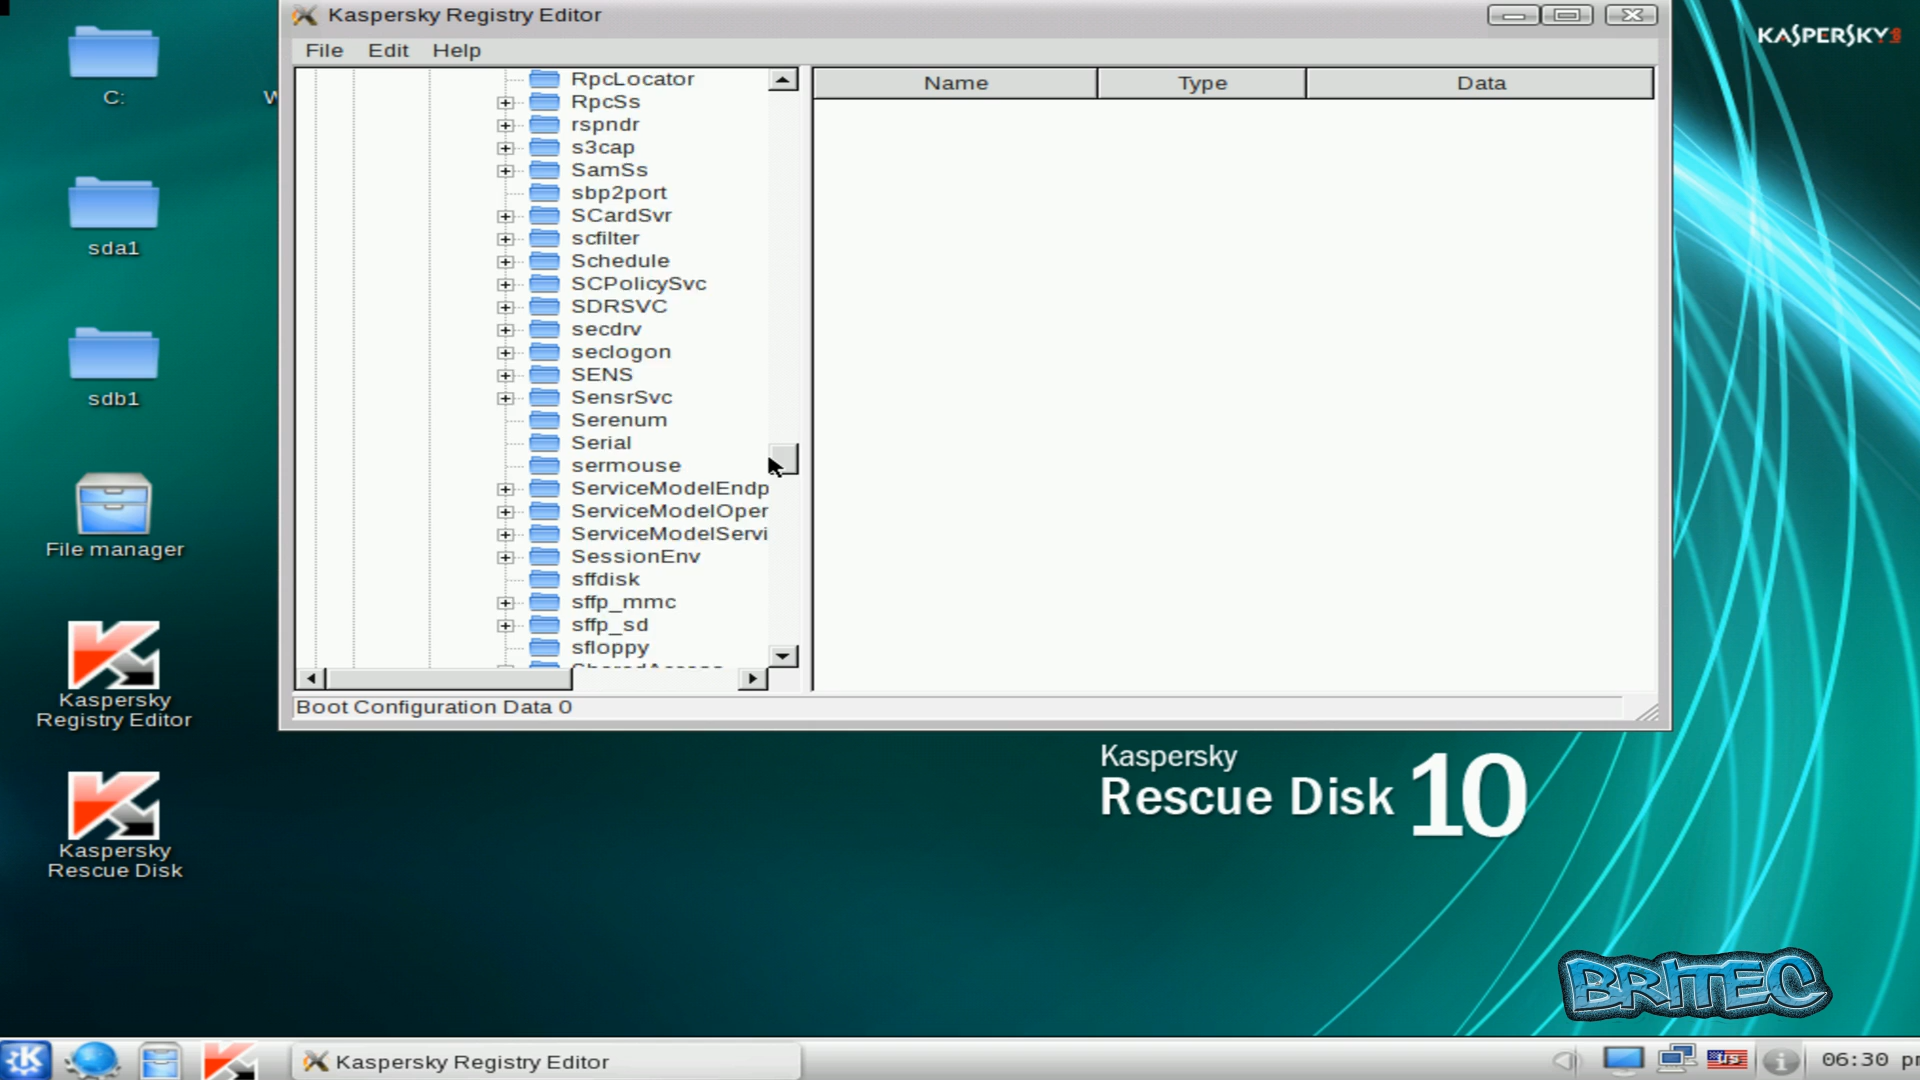 Kaspersky Registry Editor
File Edit Help
RpcLocator
RpcSs
rspndr
s3cap
SamSs
sbp2port
SCardSvr
scfilter
Schedule
SCPolicySvc
SDRSVC
secdrv
seclogon
SENS
SensrSvc
Serenum
Serial
sermouse
ServiceModelEndp
ServiceModelOper
ServiceModelServi
SessionEnv
sffdisk
sffp_mmc
sffp_sd
sfloppy
Name Type Data
Boot Configuration Data 0
C:
W
sda1
sdb1
File manager
Kaspersky
Registry Editor
Kaspersky
Rescue Disk
KASPERSKY
Kaspersky
Rescue Disk 10
BRITEC
Kaspersky Registry Editor
us
06:30 pm